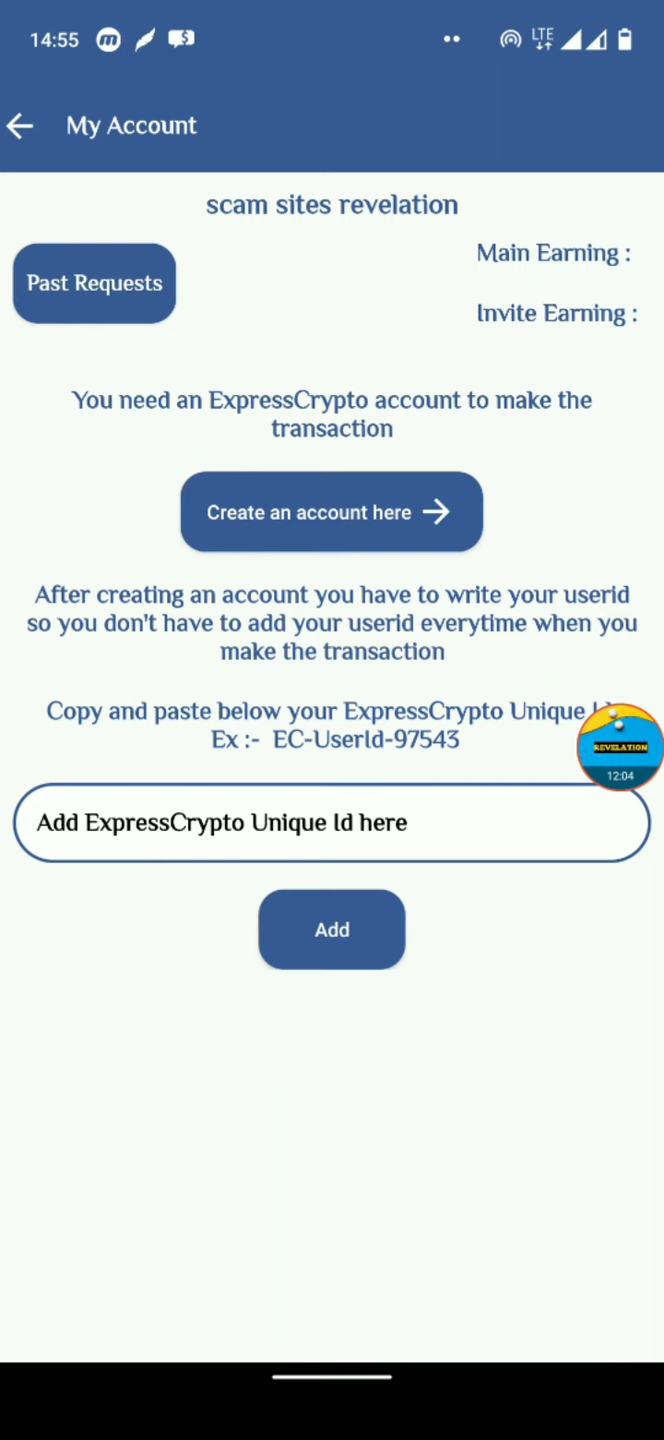 14:55
LTE
My Account
scam sites revelation
Past Requests
Main Earning :
Invite Earning :
You need an ExpressCrypto account to make the
transaction
Create an account here
After creating an account you have to write your userid
so you don't have to add your userid everytime when you
make the transaction
Copy and paste below your ExpressCrypto Unique
Ex :- EC-UserId-97543
REVELATION
12:04
Add ExpressCrypto Unique Id here
Add